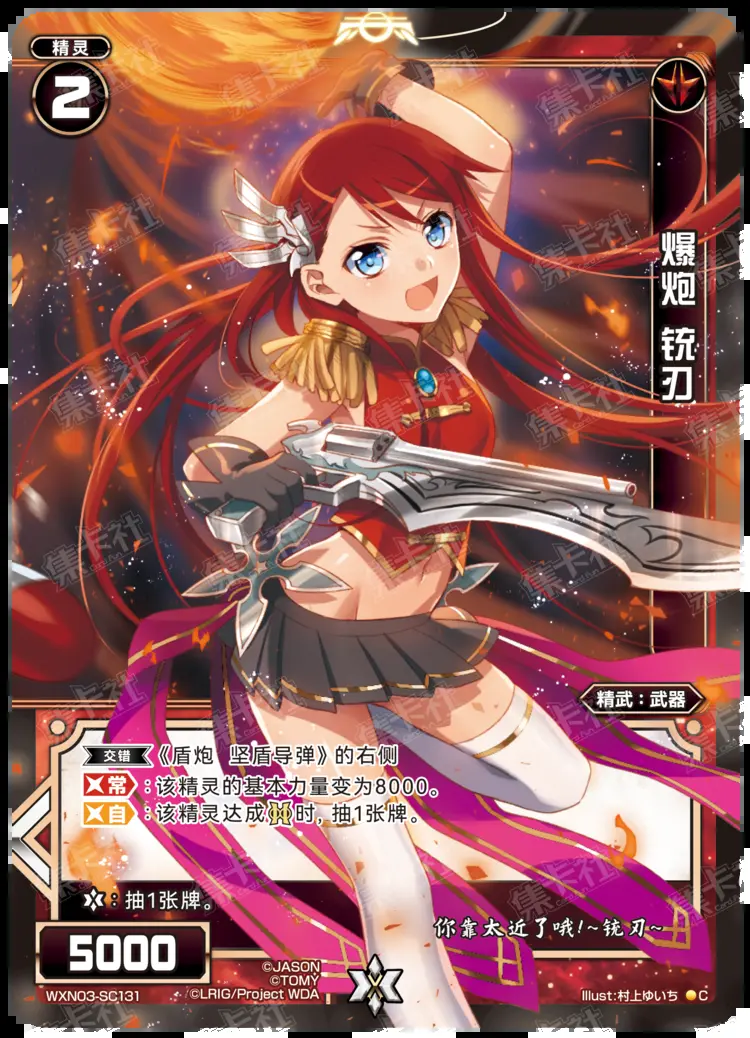 精灵
2
爆炮 铳刃
精武：武器
交错 《盾炮 坚盾导弹》的右侧
常：该精灵的基本力量变为8000。
自：该精灵达成时，抽1张牌。
：抽1张牌。
你靠太近了哦!~铳刃~
5000
©JASON
©TOMY
WXN03-SC131 ©LRIG/Project WDA
Illust:村上ゆいち C
集卡社